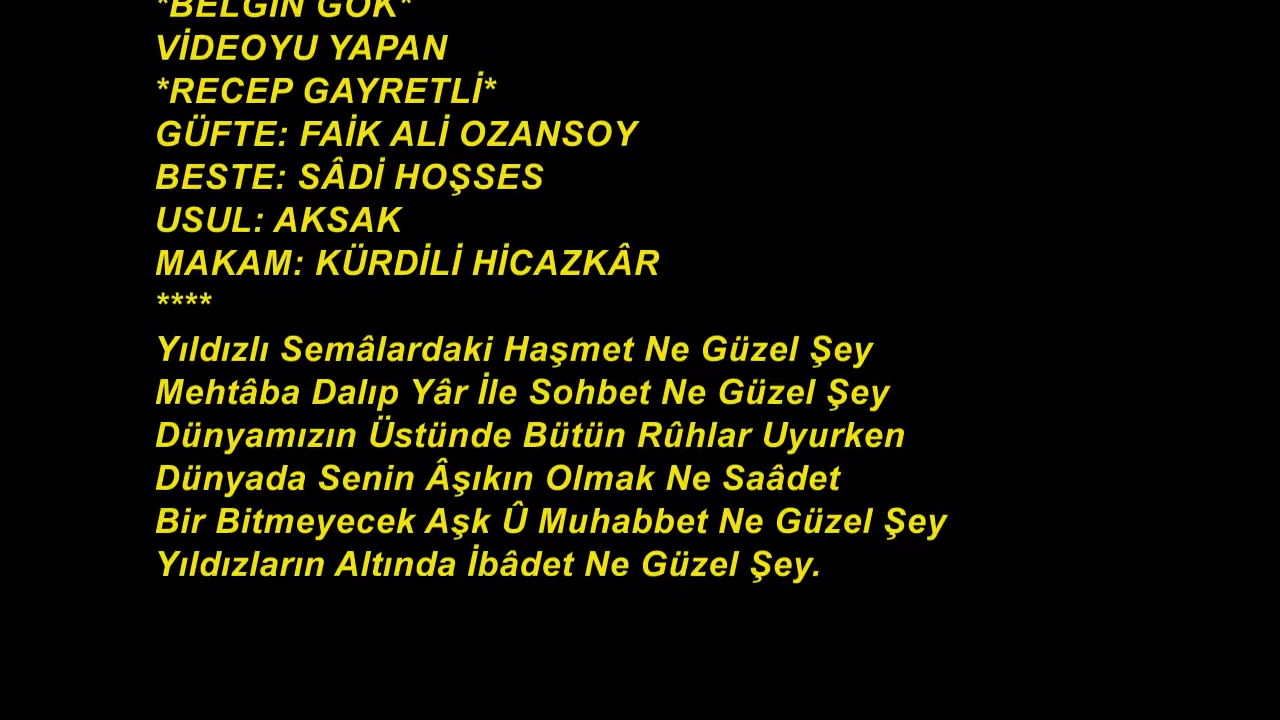 *BELGİN GÖK*
VİDEOYU YAPAN
*RECEP GAYRETLİ*
GÜFTE: FAİK ALİ OZANSOY
BESTE: SÂDİ HOŞSES
USUL: AKSAK
MAKAM: KÜRDİLİ HİCAZKÂR
****
Yıldızlı Semâlardaki Haşmet Ne Güzel Şey
Mehtâba Dalıp Yâr İle Sohbet Ne Güzel Şey
Dünyamızın Üstünde Bütün Rûhlar Uyurken
Dünyada Senin Âşıkın Olmak Ne Saâdet
Bir Bitmeyecek Aşk Û Muhabbet Ne Güzel Şey
Yıldızların Altında İbâdet Ne Güzel Şey.